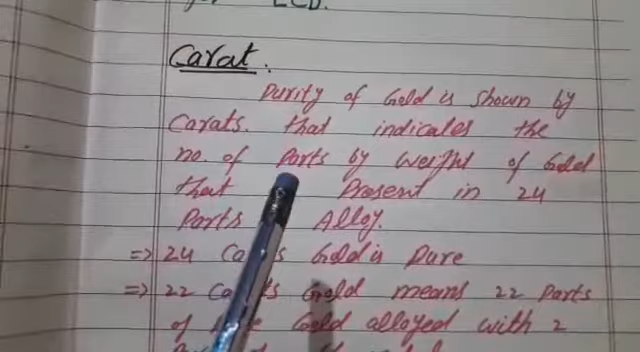 LCD.
Carat.
Purity of Gold is shown by
Carats. that indicates the
no. of Parts by weight of Gold
that Present in 24
Parts Alloy.
=> 24 Gold is Pure
=> 22 Gold means 22 Parts
of Gold alloyed with 2